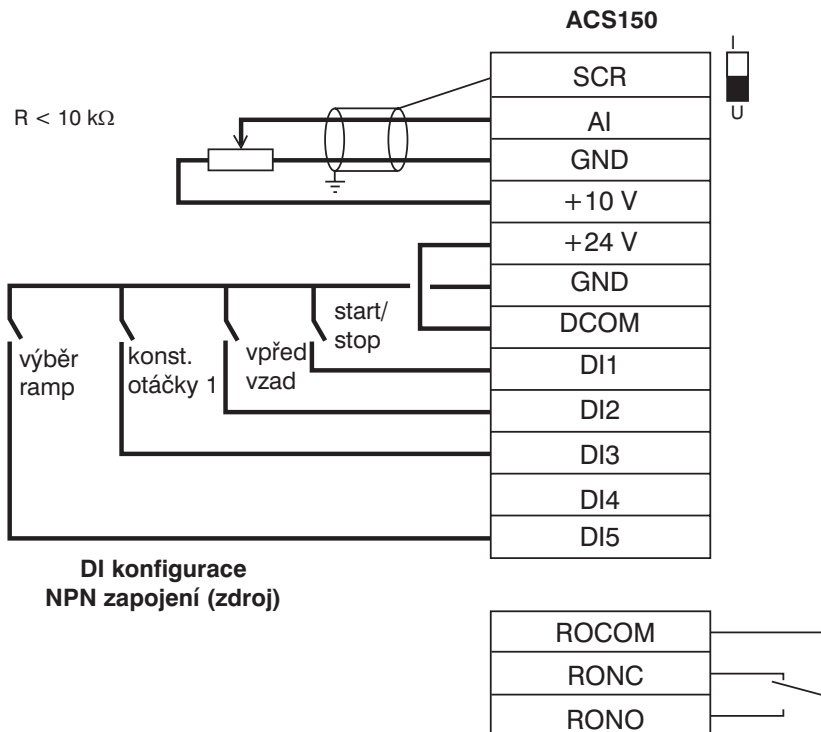 ACS150
I
U
SCR
AI
GND
+10 V
+24 V
GND
DCOM
DI1
DI2
DI3
DI4
DI5
R < 10 kΩ
výběr
ramp
konst.
otáčky 1
vpřed
vzad
start/
stop
DI konfigurace
NPN zapojení (zdroj)
ROCOM
RONC
RONO